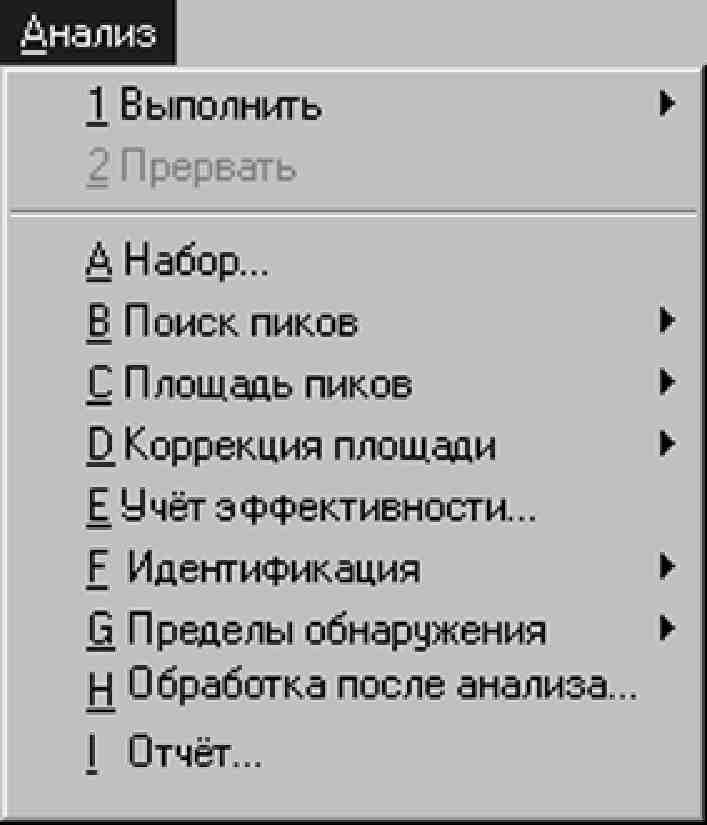 Анализ
1 Выполнить
2 Прервать
A Набор...
B Поиск пиков
C Площадь пиков
D Коррекция площади
E Учёт эффективности...
F Идентификация
G Пределы обнаружения
H Обработка после анализа...
I Отчёт...